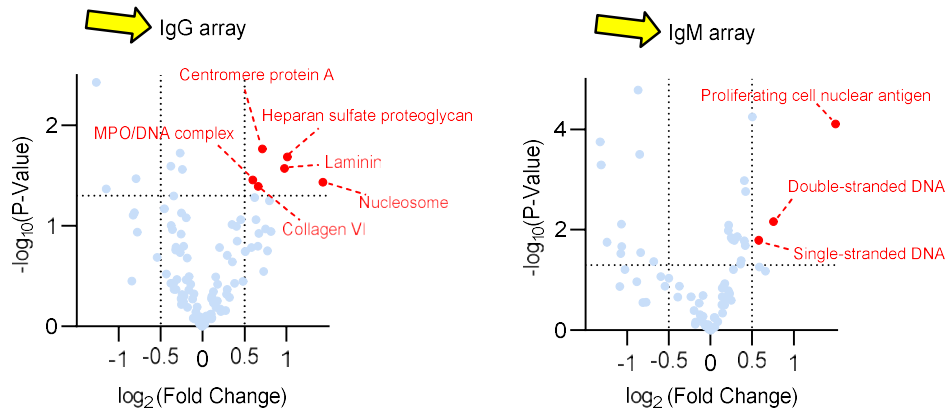 IgG array
Centromere protein A
Heparan sulfate proteoglycan
MPO/DNA complex
Laminin
Nucleosome
Collagen VI
2
1
0
-log10(P-Value)
-1
-0.5
0
0.5
1
log2(Fold Change)
IgM array
Proliferating cell nuclear antigen
Double-stranded DNA
Single-stranded DNA
4
2
0
-log10(P-Value)
-1
-0.5
0
0.5
1
log2(Fold Change)